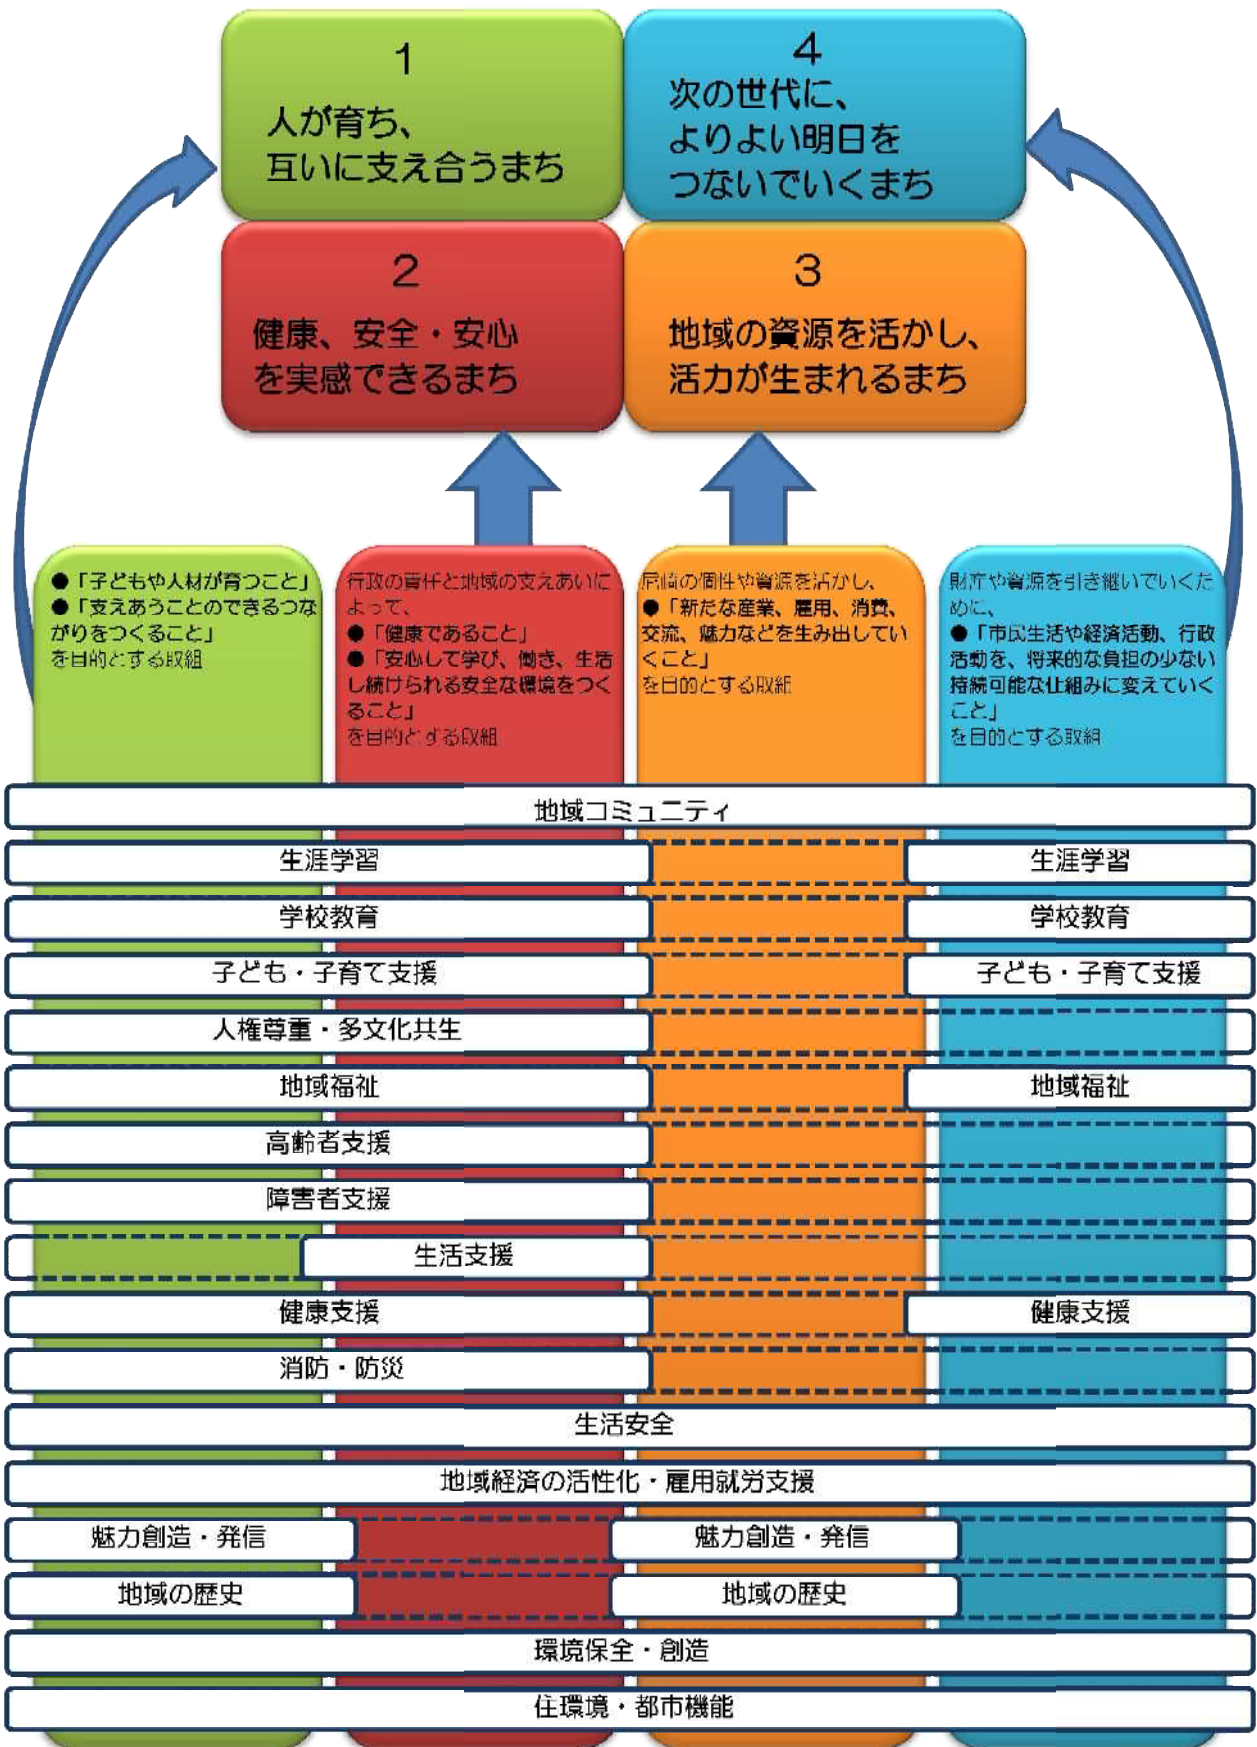 1
人が育ち、
互いに支え合うまち
4
次の世代に、
よりよい明日を
つないでいくまち
2
健康、安全・安心
を実感できるまち
3
地域の資源を活かし、
活力が生まれるまち
●「子どもや人材が育つこと」
●「支えあうことのできるつな
がりをつくること」
を目的とする取組
行政の責任と地域の支えあいに
よって、
●「健康であること」
●「安心して学び、働き、生活
し続けられる安全な環境をつく
ること」
を目的とする取組
尼崎の個性や資源を活かし、
●「新たな産業、雇用、消費、
交流、魅力などを生み出してい
くこと」
を目的とする取組
財産や資源を引き継いでいくた
めに、
●「市民生活や経済活動、行政
活動を、将来的な負担の少ない
持続可能な仕組みに変えていく
こと」
を目的とする取組
地域コミュニティ
生涯学習
生涯学習
学校教育
学校教育
子ども・子育て支援
子ども・子育て支援
人権尊重・多文化共生
地域福祉
地域福祉
高齢者支援
障害者支援
生活支援
健康支援
健康支援
消防・防災
生活安全
地域経済の活性化・雇用就労支援
魅力創造・発信
魅力創造・発信
地域の歴史
地域の歴史
環境保全・創造
住環境・都市機能